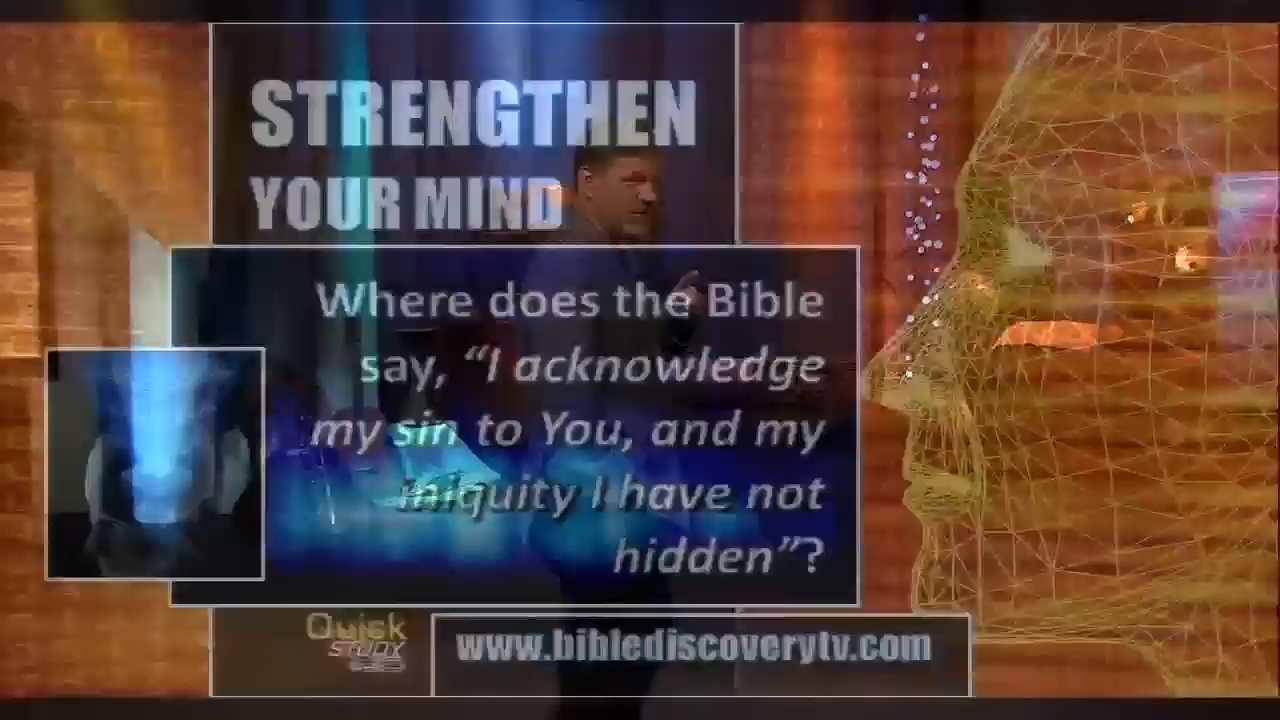 STRENGTHEN
YOUR MIND
Where does the Bible
say, “I acknowledge
my sin to You, and my
iniquity I have not
hidden”?
Quick
STUDY
www.biblediscoverytv.com